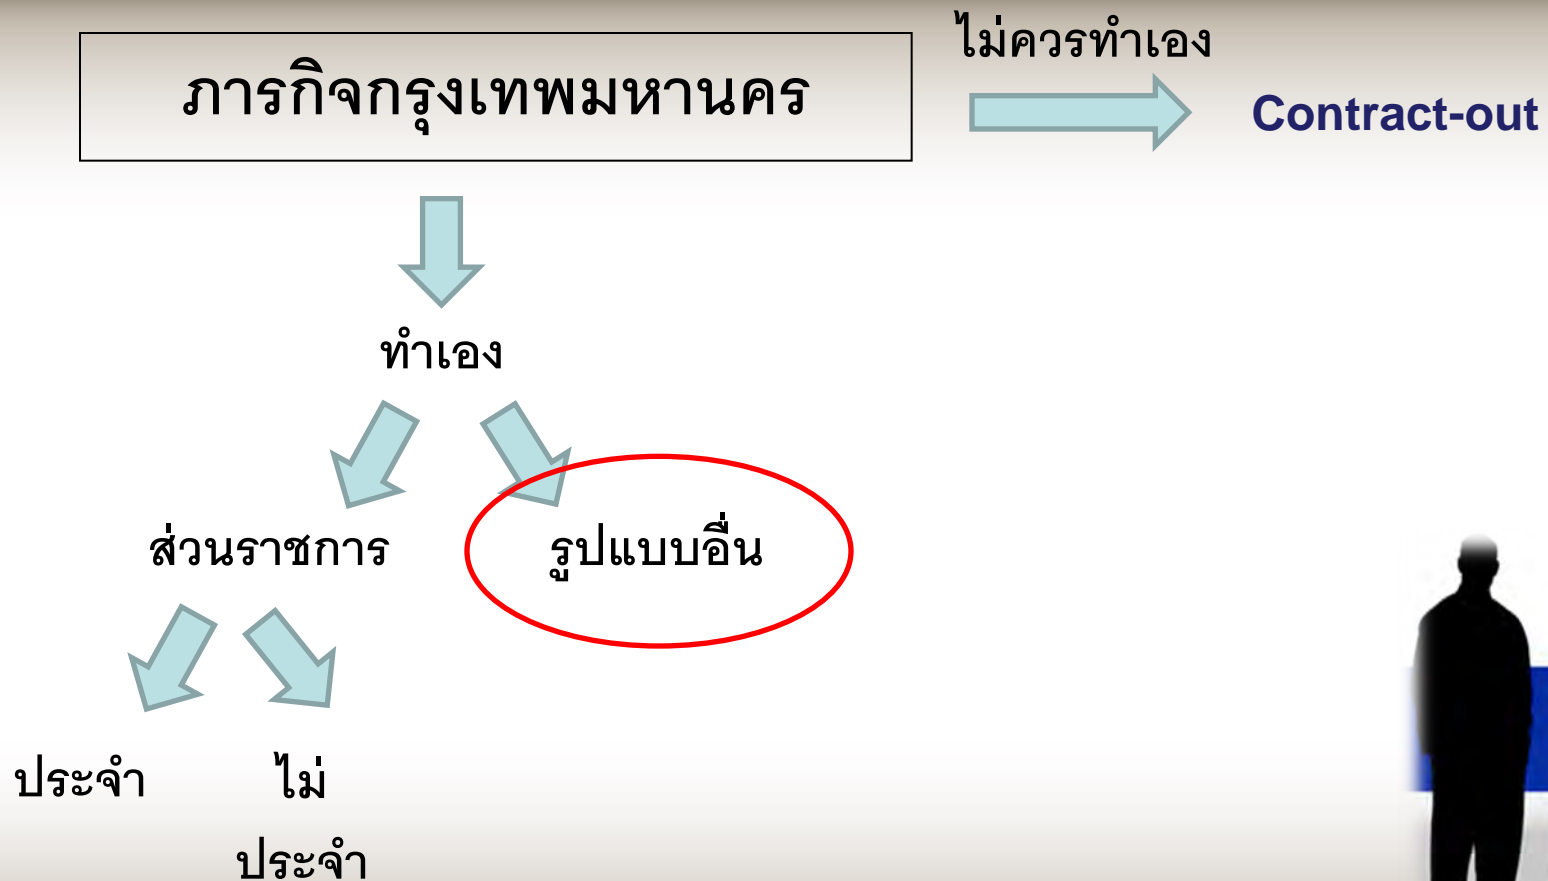 ไม่ควรทำเอง
ภารกิจกรุงเทพมหานคร
Contract-out
ทำเอง
ส่วนราชการ
รูปแบบอื่น
ประจำ
ไม่
ประจำ